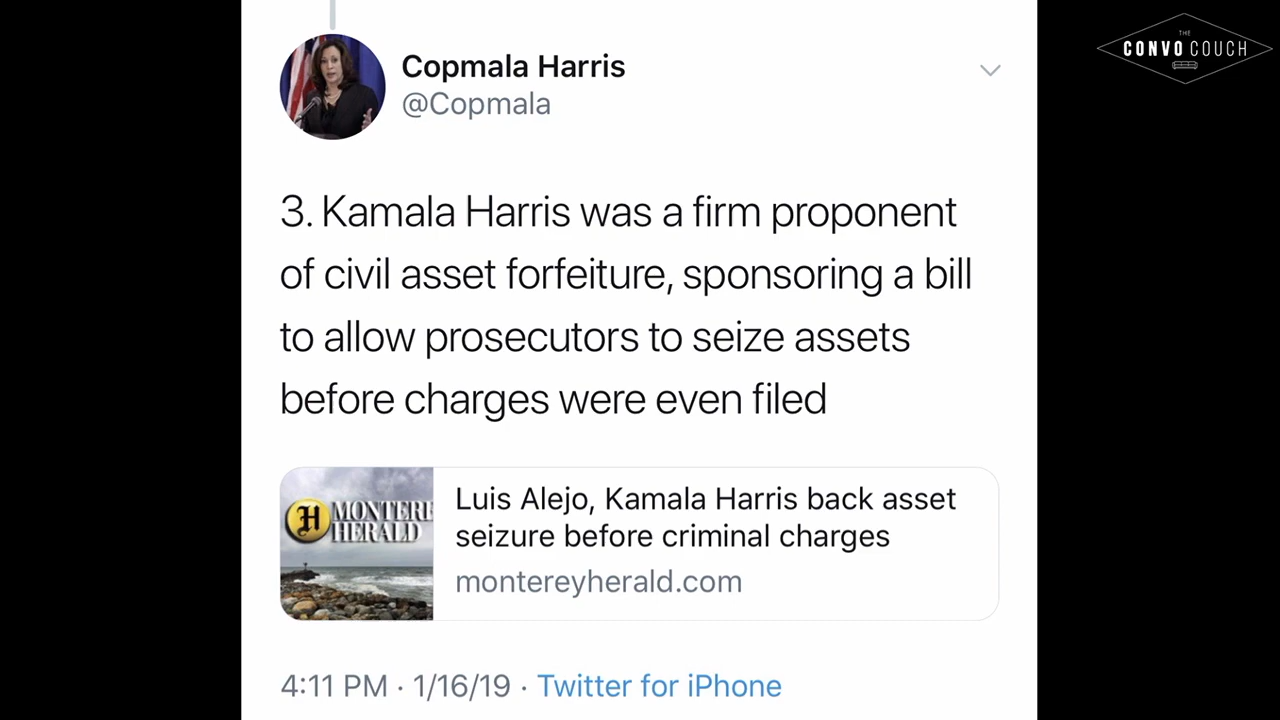 THE
CONVO COUCH
Copmala Harris
@Copmala
3. Kamala Harris was a firm proponent
of civil asset forfeiture, sponsoring a bill
to allow prosecutors to seize assets
before charges were even filed
H MONTERE
HERALD
Luis Alejo, Kamala Harris back asset
seizure before criminal charges
montereyherald.com
4:11 PM · 1/16/19 · Twitter for iPhone